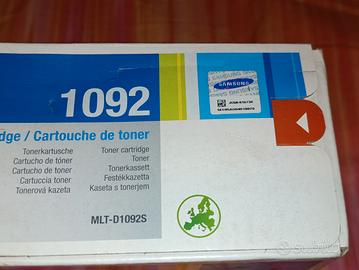 SAMSUNG
1092
dge / Cartouche de toner
Tonerkartusche
Toner cartridge
Cartucho de tóner
Toner
Cartucho de toner
Tonerkassett
Cartuccia toner
Festékkazetta
Tonerová kazeta
Kaseta s tonerjem
MLT-D1092S
subito